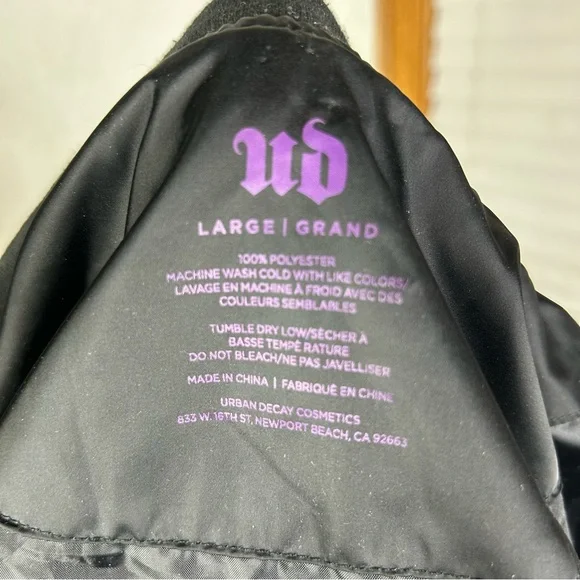 ud
LARGE | GRAND
100% POLYESTER
MACHINE WASH COLD WITH LIKE COLORS/
LAVAGE EN MACHINE À FROID AVEC DES
COULEURS SEMBLABLES
TUMBLE DRY LOW/SÉCHER À
BASSE TEMPÉ RATURE
DO NOT BLEACH/NE PAS JAVELLISER
MADE IN CHINA | FABRIQUÉ EN CHINE
URBAN DECAY COSMETICS
833 W. 16TH ST, NEWPORT BEACH, CA 92663